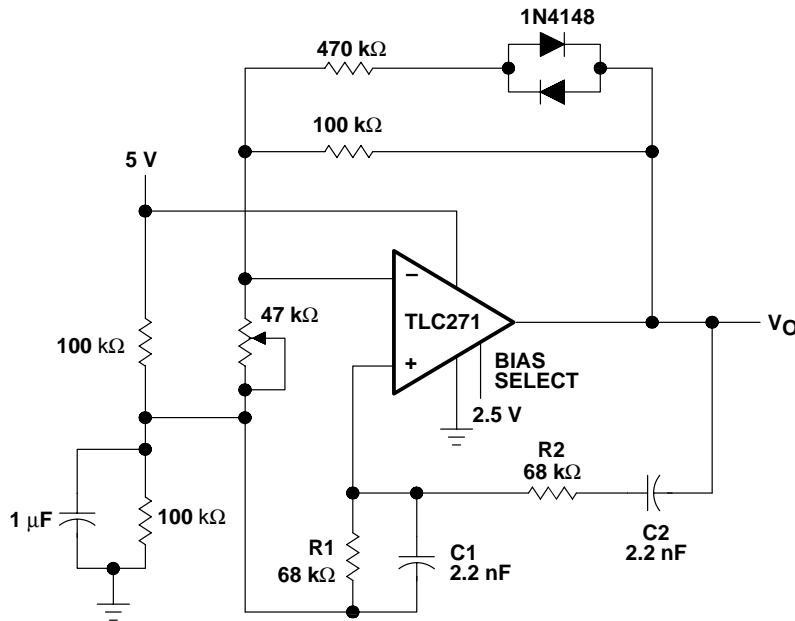 1N4148
470 kΩ
100 kΩ
5 V
−
47 kΩ
TLC271
VO
100 kΩ
+
BIAS
SELECT
2.5 V
R2
68 kΩ
1 µF
100 kΩ
R1
68 kΩ
C1
2.2 nF
C2
2.2 nF